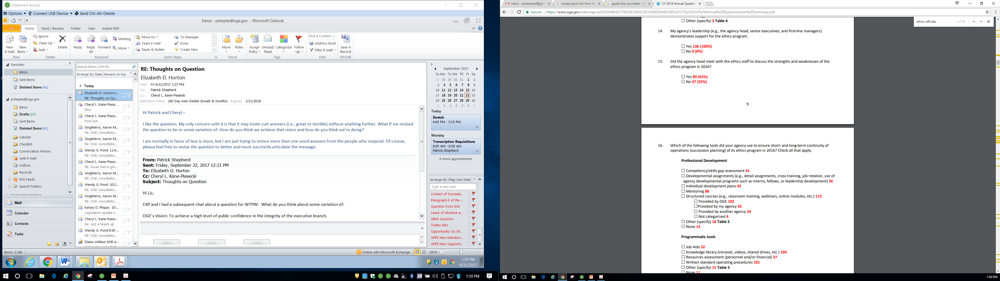 Enhanced Access
Options Connect USB Device Send Ctrl-Alt-Delete
Inbox - pshephe@oge.gov - Microsoft Outlook
File Home Send / Receive Folder View Adobe PDF
New E-mail
New Items
New
Ignore
Clean Up
Junk
Delete
Delete
Reply
Reply All
Forward
Meeting
More
Respond
Move to: ?
Team E-mail
Reply & Delete
To Manager
Done
Create New
Quick Steps
Move
Rules
Move
Assign Policy
Unread/ Read
Categorize
Follow Up
Tags
Find a Contact
Address Book
Filter E-mail
Find
Save A Record
ERCME
Favorites
Inbox
Sent Items
Deleted Items (41)
pshephe@oge.gov
Inbox
Drafts [17]
Sent Items
Deleted Items (41)
Cabinet
Checklist
Conversation History
Junk E-mail
Outbox
Records
RSS Feeds
Search Folders
Mail
Calendar
Contacts
Tasks
Items: 2,186
Search Inbox (Ctrl+E)
Arrange By: Date Newest on top
Today
Elizabeth D. Horton 1...
RE: Thoughts on Qu...
Cheryl L. Kane-Piase...
Also
Cheryl L. Kane-Piase...
Pork loin
Singleterry, Aaron M...
Re: OGE consultatio...
Singleterry, Aaron M...
Re: OGE consultatio...
Wendy G. Pond 11:4...
RE: OGE consultatio...
Cheryl L. Kane-Piase...
RE: Susan had a gre...
Singleterry, Aaron M...
Re: OGE consultatio...
Wendy G. Pond 10:3...
RE: OGE consultatio...
Singleterry, Aaron M...
RE: OGE consultatio...
Kelsey D. Phipps 10:...
Legislative Update f...
Cheryl L. Kane-Piase...
Re: Just a heads up
Wendy G. Pond 9:39 ...
RE: OGE consultatio...
Diana Veilleux 9:08 A...
RE: Thoughts on Question
Elizabeth D. Horton
Sent: Fri 9/22/2017 1:15 PM
To: Patrick Shepherd
Cc: Cheryl L. Kane-Piasecki
Retention Policy: 180 Day Auto-Delete (Email) (6 months) Expires: 3/21/2018
Hi Patrick and Cheryl –
I like the question. My only concern with it is that it may invite curt answers (i.e., great or terrible) without anything further. What if we revised
the question to be or some variation of: How do you think we achieve that vision and how do you think we're doing?
I am normally in favor of less is more, but I am just trying to evince more than one word answers from the people who respond. Of course,
please feel free to revise the question to better and more succinctly articulate the message.
From: Patrick Shepherd
Sent: Friday, September 22, 2017 12:21 PM
To: Elizabeth D. Horton
Cc: Cheryl L. Kane-Piasecki
Subject: Thoughts on Question
Hi Liz,
CKP and I had a subsequent chat about a question for WTPW. What do you think about some variation of:
OGE's Vision: To achieve a high level of public confidence in the integrity of the executive branch.
September 2017
Su Mo Tu We Th Fr Sa
27 28 29 30 31 1 2
3 4 5 6 7 8 9
10 11 12 13 14 15 16
17 18 19 20 21 22 23
24 25 26 27 28 29 30
1 2 3 4 5 6 7
Today
Stretch
4:45 PM - 5:15 PM
Monday
Transcription Requisitions
8:00 AM - 8:30 AM
Patrick Shepherd
4 more appointments
Arrange By: Flag: Due Date
Type a new task
Contact of Grenada...
Paragraph 6 of the ...
Question from DOI
Leave of Absence a...
AIMS Question
Twitter Info
Opportunity: US Of...
APPE New Member...
APPE New Supporti...
Online with Microsoft Exchange 100%
1:59 PM
9/22/2017
1:59 PM
Inbox - pshepherd@gm
smoke pork loin from fro
apple brie porchetta - Go
CY 2016 Annual Question
Secure https://www.oge.gov/web/oge.nsf/0/3E4B683770E56F2A85258156005504F0/$FILE/CY%202016%20Annual%20Questionnaire%20Summary.pdf
ethics officials 1 of 30
Other (specify) 3 Table 4
14. My agency's leadership (e.g., the agency head, senior executives, and first-line managers)
demonstrates support for the ethics program.
Yes 136 (100%)
No 0 (0%)
15. Did the agency head meet with the ethics staff to discuss the strengths and weaknesses of the
ethics program in 2016?
Yes 89 (65%)
No 47 (35%)
9
16. Which of the following tools did your agency use to ensure short- and long-term continuity of
operations (succession planning) of its ethics program in 2016? Check all that apply.
Professional Development
Competency/skills gap assessment 41
Developmental assignments (e.g., detail assignments, cross training, job rotation, use of
agency developmental programs such as interns, fellows, or leadership development) 56
Individual development plans 43
Mentoring 88
Structured courses (e.g., classroom training, webinars, online modules, etc.) 113
Provided by OGE 102
Provided by my agency 42
Provided by another agency 24
Not categorized 4
Other (specify) 18 Table 5
None 13
Programmatic tools
Job Aids 52
Knowledge library (intranet, videos, shared drives, etc.) 104
Resources assessment (personnel and/or financial) 37
Written standard operating procedures 101
Other (specify) 15 Table 5
None 11
1:59 PM